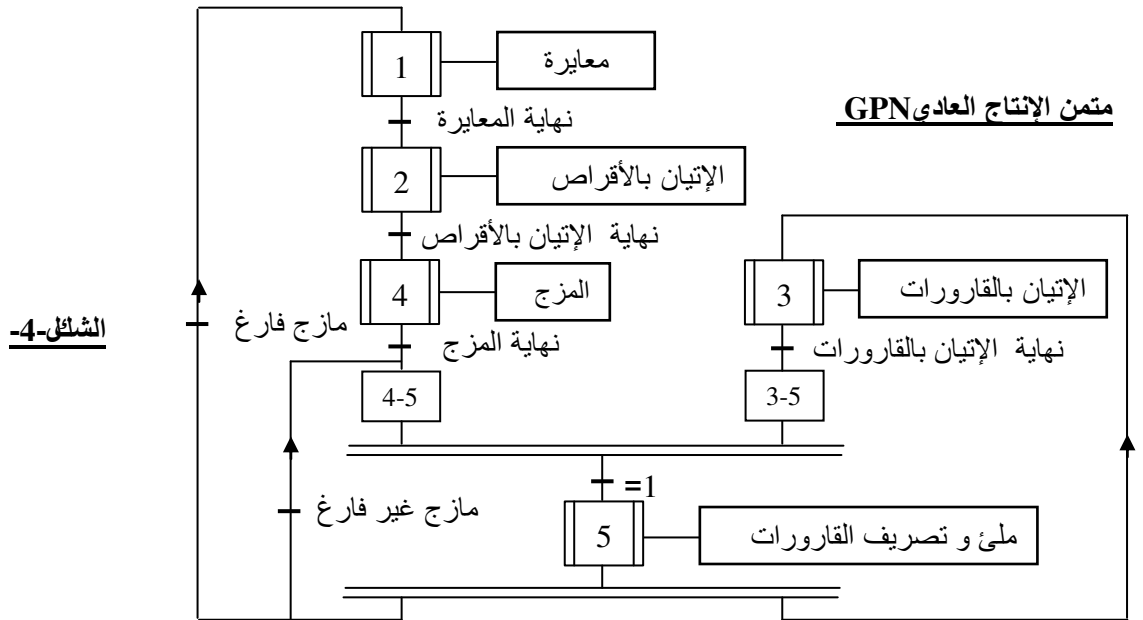 1
معايرة
متمن الإنتاج العاديGPN
نهاية المعايرة
2
الإتيان بالأقراص
نهاية الإتيان بالأقراص
4
المزج
3
الإتيان بالقارورات
الشكل-4-
مازج فارغ
نهاية المزج
نهاية الإتيان بالقارورات
4-5
3-5
=1
مازج غير فارغ
5
ملئ و تصريف القارورات